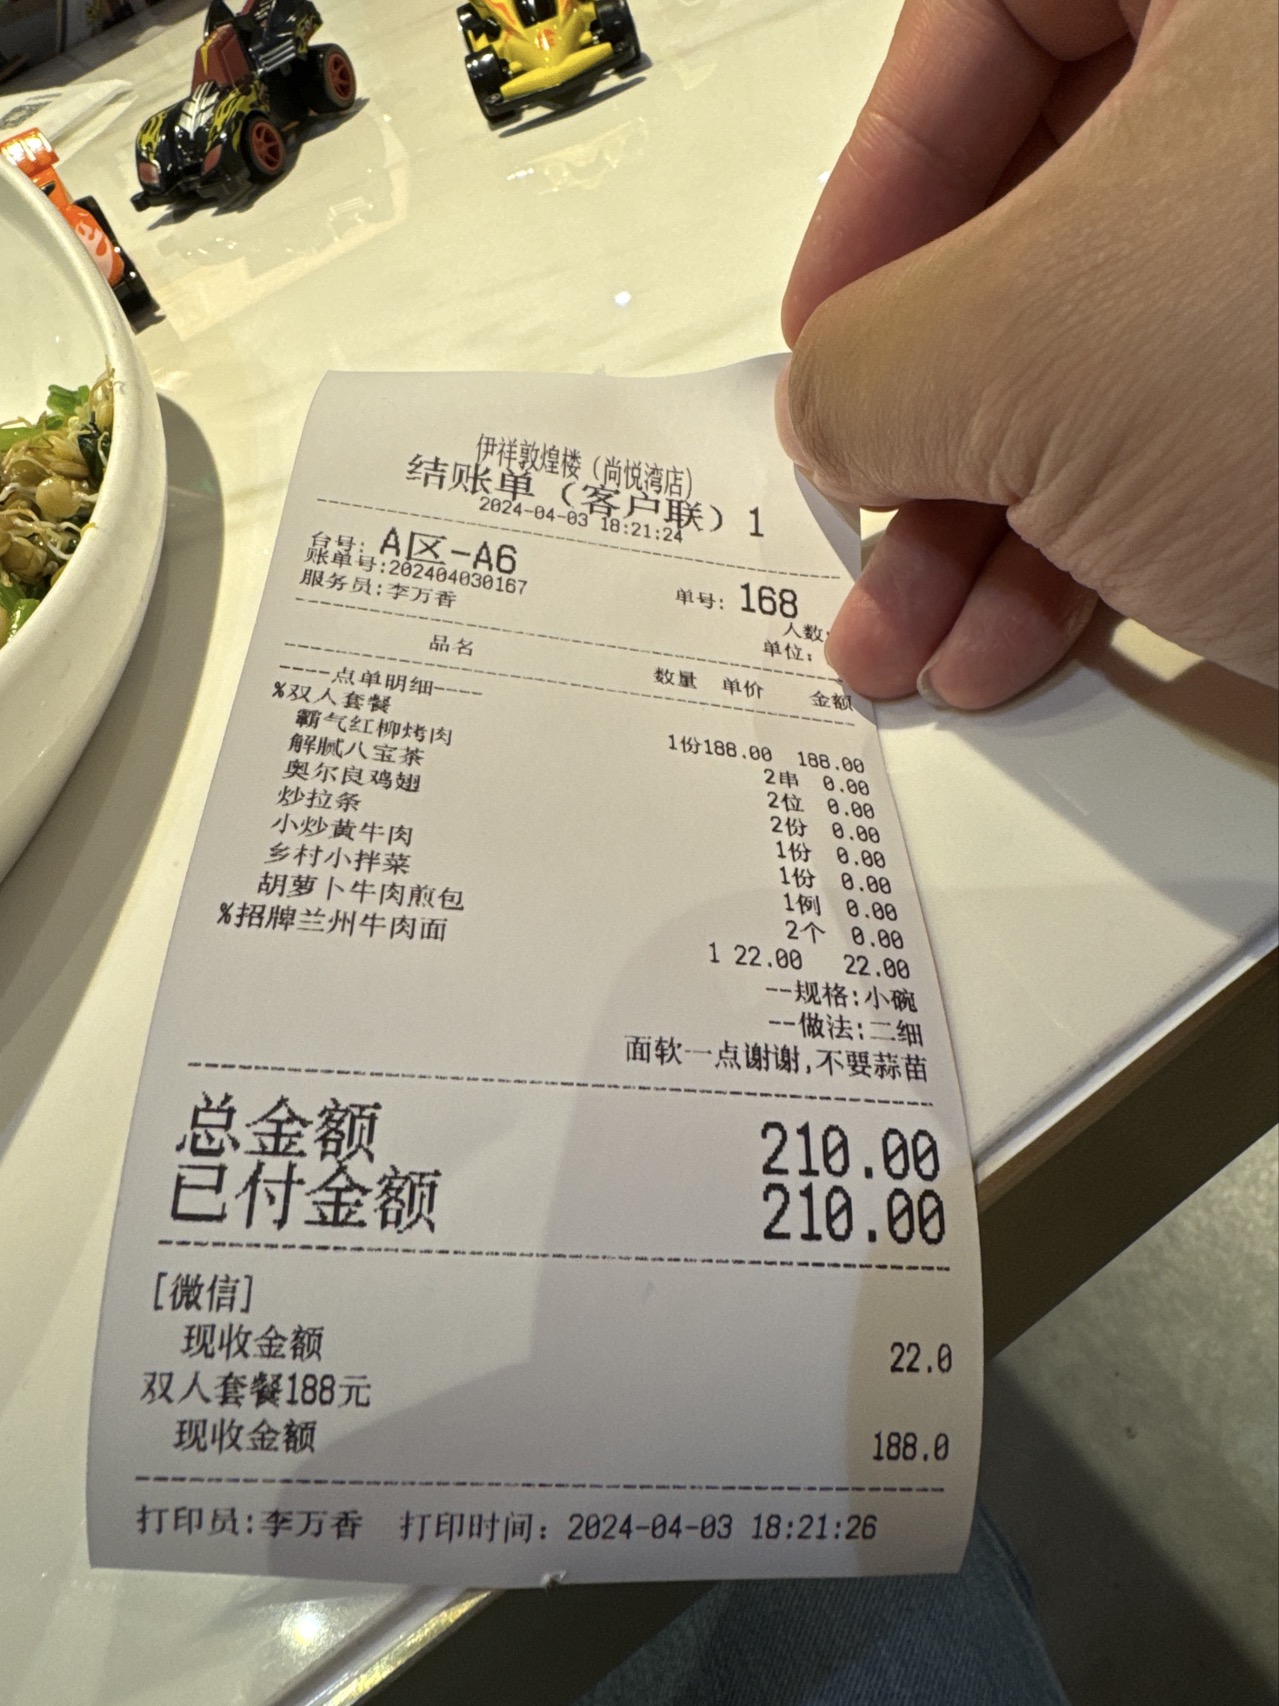 伊祥敦煌楼（尚悦湾店）
结账单（客户联）1
2024-04-03 18:21:24
台号: A区-A6
账单号:202404030167 单号: 168
服务员:李万香 人数:
单位:
品名 数量 单价 金额
----点单明细----
%双人套餐 1份188.00 188.00
霸气红柳烤肉 2串 0.00
解腻八宝茶 2位 0.00
奥尔良鸡翅 2份 0.00
炒拉条 1份 0.00
小炒黄牛肉 1份 0.00
乡村小拌菜 1例 0.00
胡萝卜牛肉煎包 2个 0.00
%招牌兰州牛肉面 1 22.00 22.00
--规格:小碗
--做法:二细
面软一点谢谢,不要蒜苗
总金额 210.00
已付金额 210.00
[微信]
现收金额 22.0
双人套餐188元
现收金额 188.0
打印员:李万香 打印时间: 2024-04-03 18:21:26